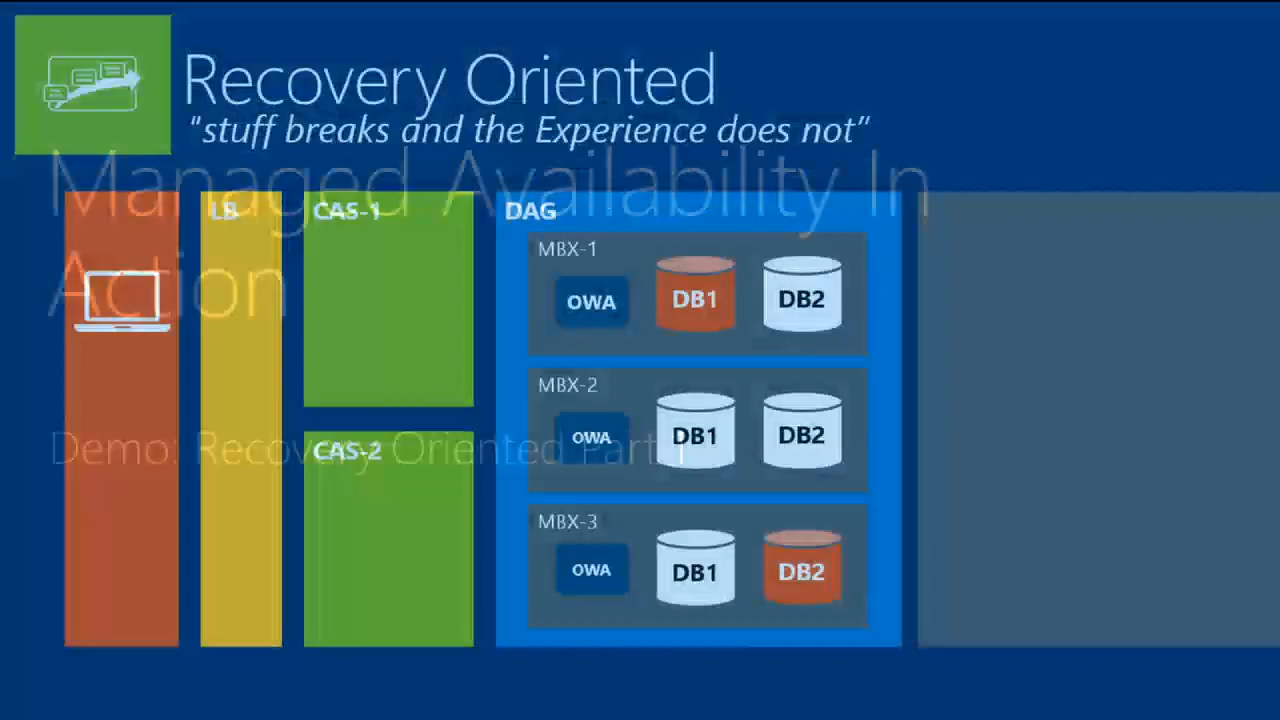 Recovery Oriented
"stuff breaks and the Experience does not"
Managed Availability In
Action
LB
CAS-1
DAG
MBX-1
OWA
DB1
DB2
MBX-2
OWA
DB1
DB2
Demo: Recovery Oriented Part 1
CAS-2
MBX-3
OWA
DB1
DB2